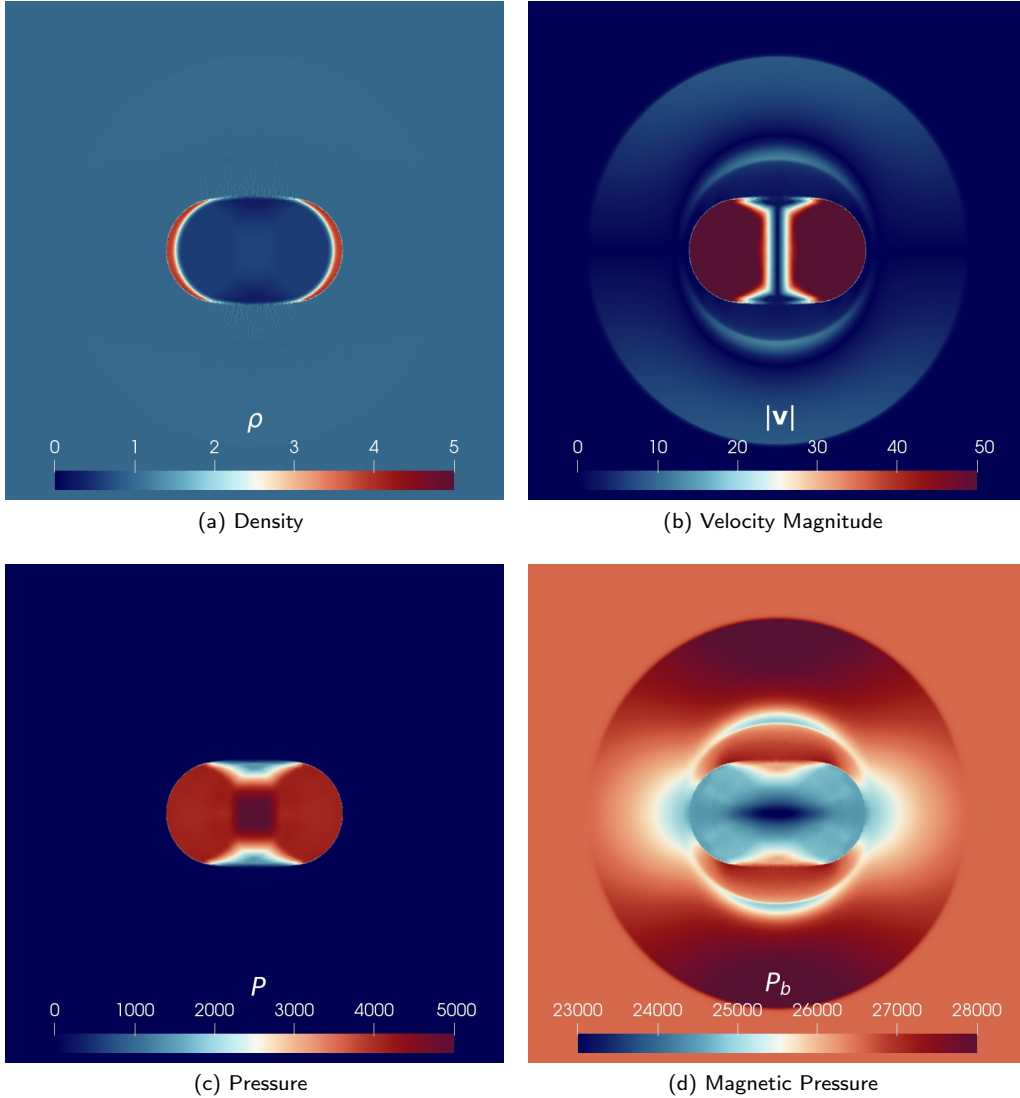 ρ
0 1 2 3 4 5
(a) Density
|v|
0 10 20 30 40 50
(b) Velocity Magnitude
P
0 1000 2000 3000 4000 5000
(c) Pressure
P_b
23000 24000 25000 26000 27000 28000
(d) Magnetic Pressure